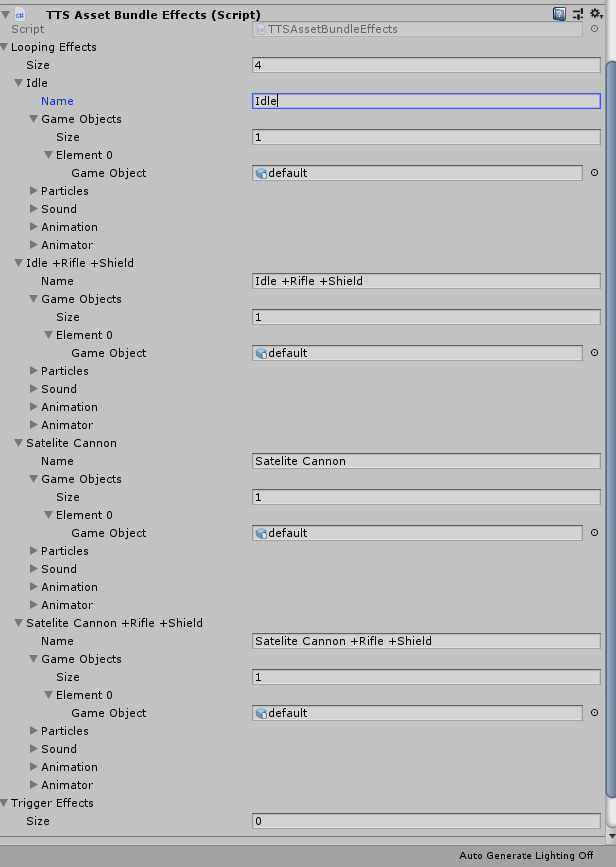 TTS Asset Bundle Effects (Script)
Script TTSAssetBundleEffects
Looping Effects
Size 4
Idle
Name Idle
Game Objects
Size 1
Element 0
Game Object default
Particles
Sound
Animation
Animator
Idle +Rifle +Shield
Name Idle +Rifle +Shield
Game Objects
Size 1
Element 0
Game Object default
Particles
Sound
Animation
Animator
Satelite Cannon
Name Satelite Cannon
Game Objects
Size 1
Element 0
Game Object default
Particles
Sound
Animation
Animator
Satelite Cannon +Rifle +Shield
Name Satelite Cannon +Rifle +Shield
Game Objects
Size 1
Element 0
Game Object default
Particles
Sound
Animation
Animator
Trigger Effects
Size 0
Auto Generate Lighting Off